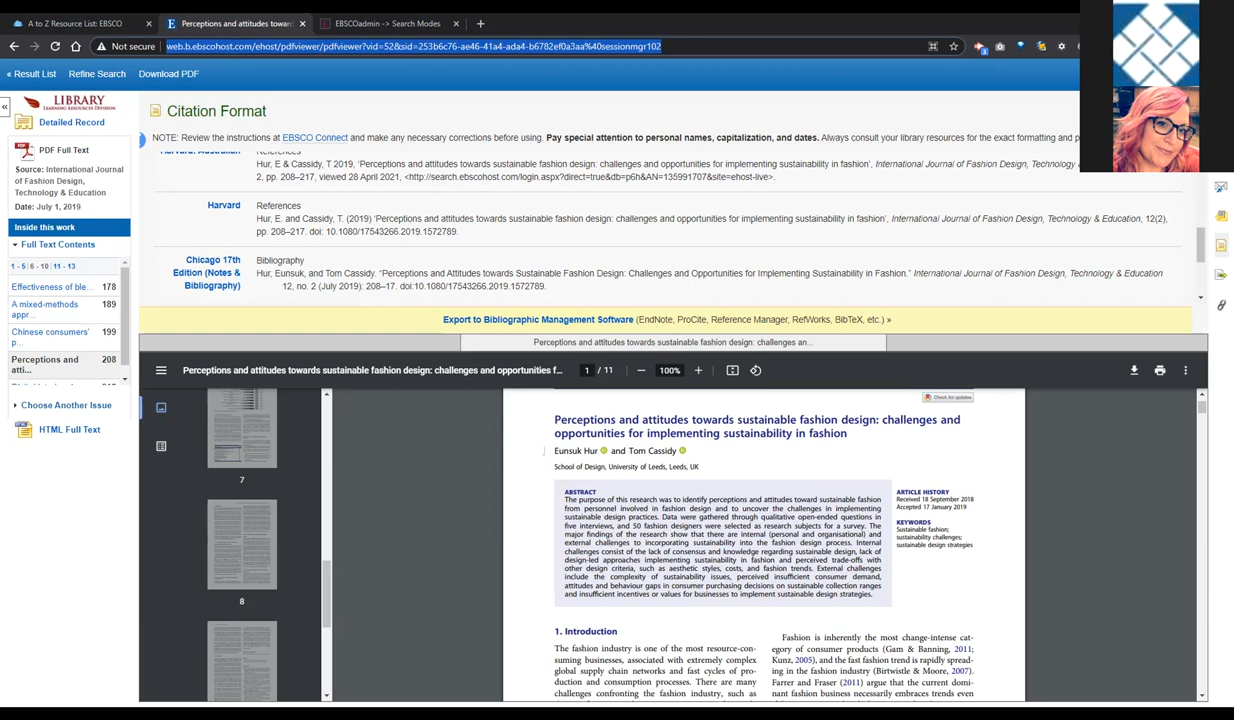 A to Z Resource List: EBSCO
Perceptions and attitudes towar
EBSCOadmin -> Search Modes
Not secure
web.b.ebscohost.com/ehost/pdfviewer/pdfviewer?vid=52&sid=253b6c76-ae46-41a4-ada4-b6782ef0a3aa%40sessionmgr102
« Result List
Refine Search
Download PDF
LIBRARY
LEARNING RESOURCES DIVISION
Detailed Record
PDF Full Text
Source: International Journal
of Fashion Design,
Technology & Education
Date: July 1, 2019
Inside this work
Full Text Contents
1 - 5 | 6 - 10 | 11 - 13
Effectiveness of ble... 178
A mixed-methods
appr... 189
Chinese consumers'
p... 199
Perceptions and
atti... 208
Choose Another Issue
HTML Full Text
Citation Format
NOTE: Review the instructions at EBSCO Connect and make any necessary corrections before using. Pay special attention to personal names, capitalization, and dates. Always consult your library resources for the exact formatting and p
Harvard: Australian
References
Hur, E & Cassidy, T 2019, 'Perceptions and attitudes towards sustainable fashion design: challenges and opportunities for implementing sustainability in fashion', International Journal of Fashion Design, Technology &
2, pp. 208–217, viewed 28 April 2021, <http://search.ebscohost.com/login.aspx?direct=true&db=p6h&AN=135991707&site=ehost-live>.
Harvard
References
Hur, E. and Cassidy, T. (2019) 'Perceptions and attitudes towards sustainable fashion design: challenges and opportunities for implementing sustainability in fashion', International Journal of Fashion Design, Technology & Education, 12(2),
pp. 208–217. doi: 10.1080/17543266.2019.1572789.
Chicago 17th
Edition (Notes &
Bibliography)
Bibliography
Hur, Eunsuk, and Tom Cassidy. "Perceptions and Attitudes towards Sustainable Fashion Design: Challenges and Opportunities for Implementing Sustainability in Fashion." International Journal of Fashion Design, Technology & Education
12, no. 2 (July 2019): 208–17. doi:10.1080/17543266.2019.1572789.
Export to Bibliographic Management Software (EndNote, ProCite, Reference Manager, RefWorks, BibTeX, etc.) »
Perceptions and attitudes towards sustainable fashion design: challenges an...
Perceptions and attitudes towards sustainable fashion design: challenges and opportunities f...
1 / 11
100%
7
8
Check for updates
Perceptions and attitudes towards sustainable fashion design: challenges and
opportunities for implementing sustainability in fashion
Eunsuk Hur and Tom Cassidy
School of Design, University of Leeds, Leeds, UK
ABSTRACT
The purpose of this research was to identify perceptions and attitudes toward sustainable fashion
from personnel involved in fashion design and to uncover the challenges in implementing
sustainable design practices. Data were gathered through qualitative open-ended questions in
five interviews, and 50 fashion designers were selected as research subjects for a survey. The
major findings of the research show that there are internal (personal and organisational) and
external challenges to incorporating sustainability into the fashion design process. Internal
challenges consist of the lack of consensus and knowledge regarding sustainable design, lack of
design-led approaches implementing sustainability in fashion and perceived trade-offs with
other design criteria, such as aesthetic styles, costs, and fashion trends. External challenges
include the complexity of sustainability issues, perceived insufficient consumer demand,
attitudes and behaviour gaps in consumer purchasing decisions on sustainable collection ranges
and insufficient incentives or values for businesses to implement sustainable design strategies.
ARTICLE HISTORY
Received 18 September 2018
Accepted 17 January 2019
KEYWORDS
Sustainable fashion;
sustainability challenges;
sustainable design strategies
1. Introduction
The fashion industry is one of the most resource-con-
suming businesses, associated with extremely complex
global supply chain networks and fast cycles of pro-
duction and consumption processes. There are many
challenges confronting the fashion industry, such as
Fashion is inherently the most change-intense cat-
egory of consumer products (Gam & Banning, 2011;
Kunz, 2005), and the fast fashion trend is rapidly spread-
ing in the fashion industry (Birtwistle & Moore, 2007).
Farrer and Fraser (2011) argue that the current domi-
nant fashion business necessarily embraces trends even